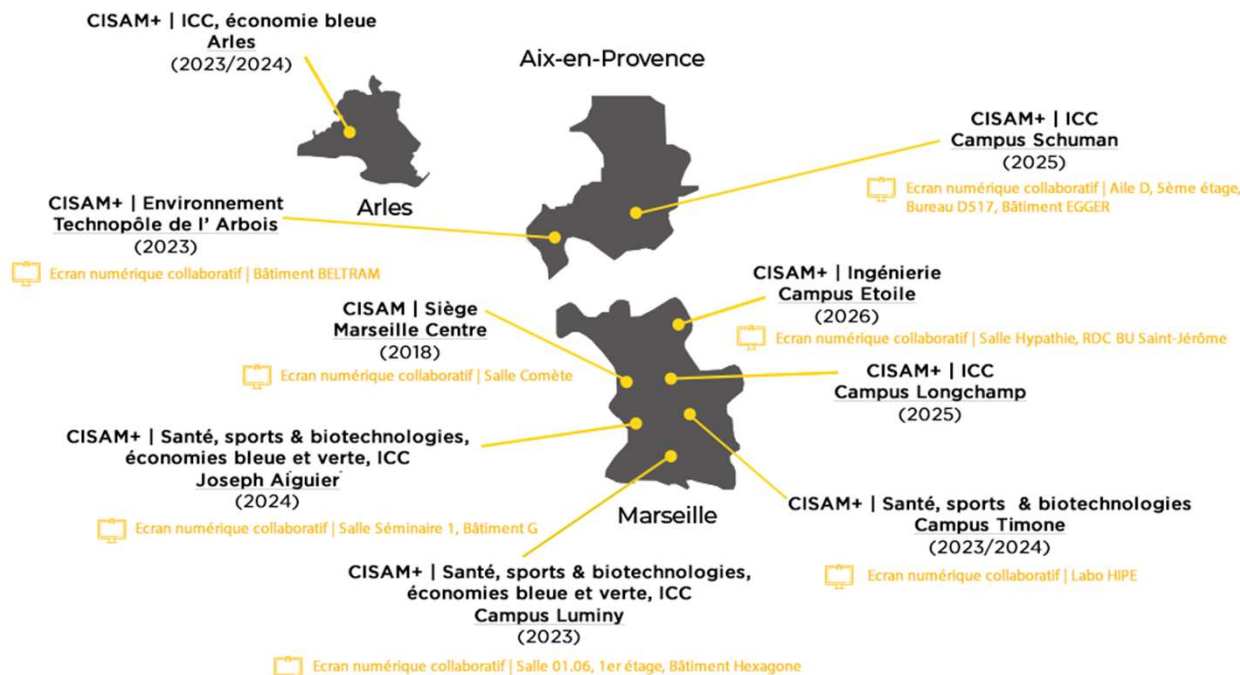 CISAM+ | ICC, économie bleue
Arles
(2023/2024)
Arles
Aix-en-Provence
CISAM+ | ICC
Campus Schuman
(2025)
Ecran numérique collaboratif | Aile D, 5ème étage,
Bureau D517, Bâtiment EGGER
CISAM+ | Environnement
Technopôle de l' Arbois
(2023)
Ecran numérique collaboratif | Bâtiment BELTRAM
CISAM | Siège
Marseille Centre
(2018)
Ecran numérique collaboratif | Salle Comète
CISAM+ | Ingénierie
Campus Etoile
(2026)
Ecran numérique collaboratif | Salle Hypathie, RDC BU Saint-Jérôme
CISAM+ | ICC
Campus Longchamp
(2025)
CISAM+ | Santé, sports & biotechnologies,
économies bleue et verte, ICC
Joseph Aiguier
(2024)
Ecran numérique collaboratif | Salle Séminaire 1, Bâtiment G
Marseille
CISAM+ | Santé, sports & biotechnologies
Campus Timone
(2023/2024)
Ecran numérique collaboratif | Labo HIPE
CISAM+ | Santé, sports & biotechnologies,
économies bleue et verte, ICC
Campus Luminy
(2023)
Ecran numérique collaboratif | Salle 01.06, 1er étage, Bâtiment Hexagone